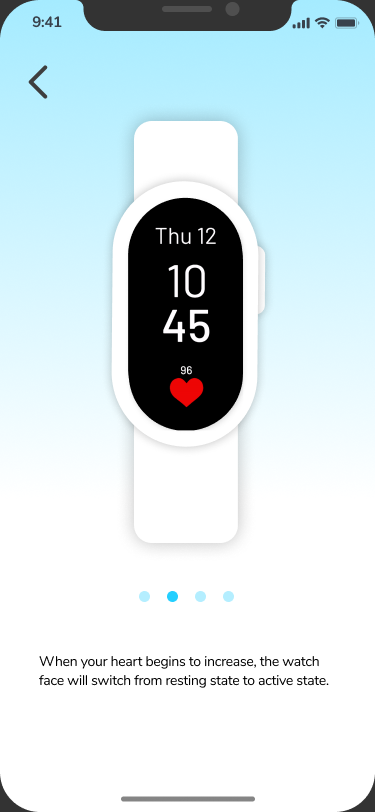 9:41
Thu 12
10
45
96
When your heart begins to increase, the watch
face will switch from resting state to active state.